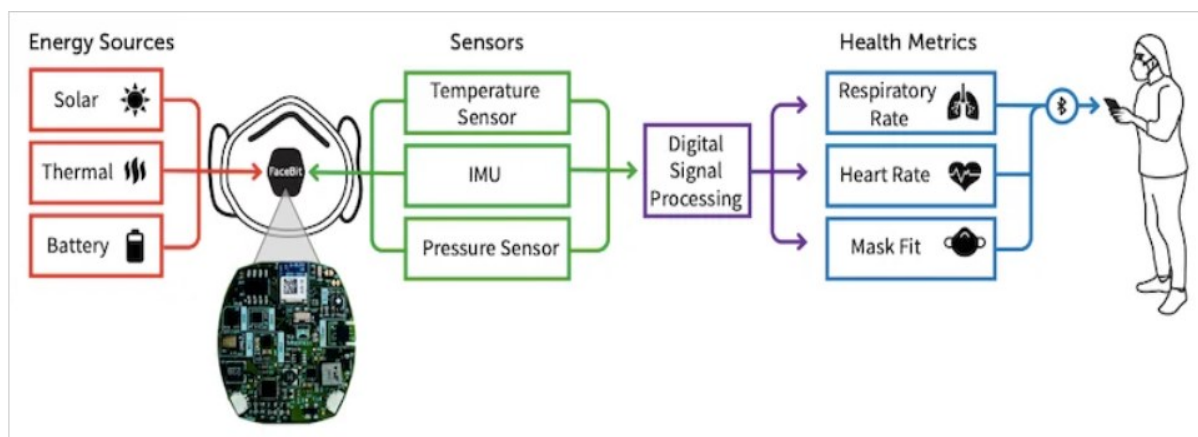 Energy Sources
Sensors
Health Metrics
Solar
Thermal
Battery
FaceBit
Temperature
Sensor
IMU
Pressure Sensor
Digital
Signal
Processing
Respiratory
Rate
Heart Rate
Mask Fit